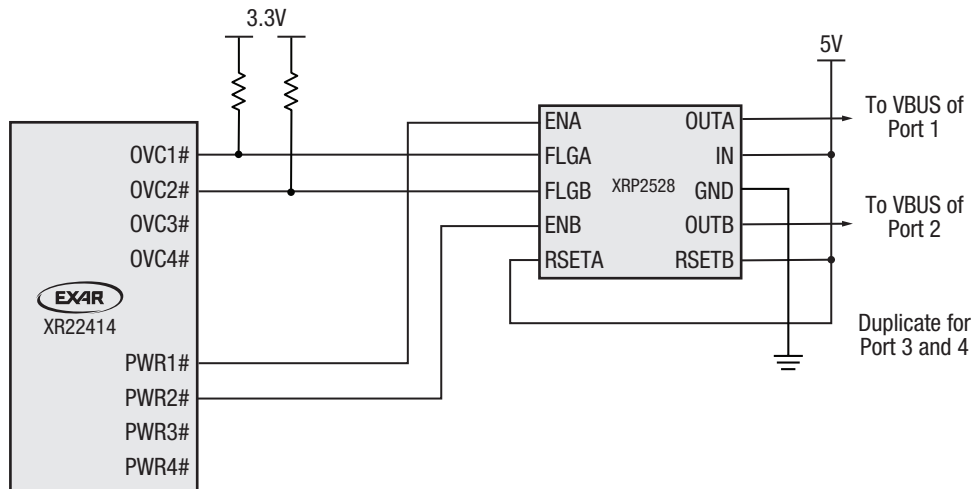 3.3V
5V
OVC1#
OVC2#
OVC3#
OVC4#
EXAR
XR22414
PWR1#
PWR2#
PWR3#
PWR4#
ENA
FLGA
FLGB
ENB
RSETA
XRP2528
OUTA
IN
GND
OUTB
RSETB
To VBUS of
Port 1
To VBUS of
Port 2
Duplicate for
Port 3 and 4